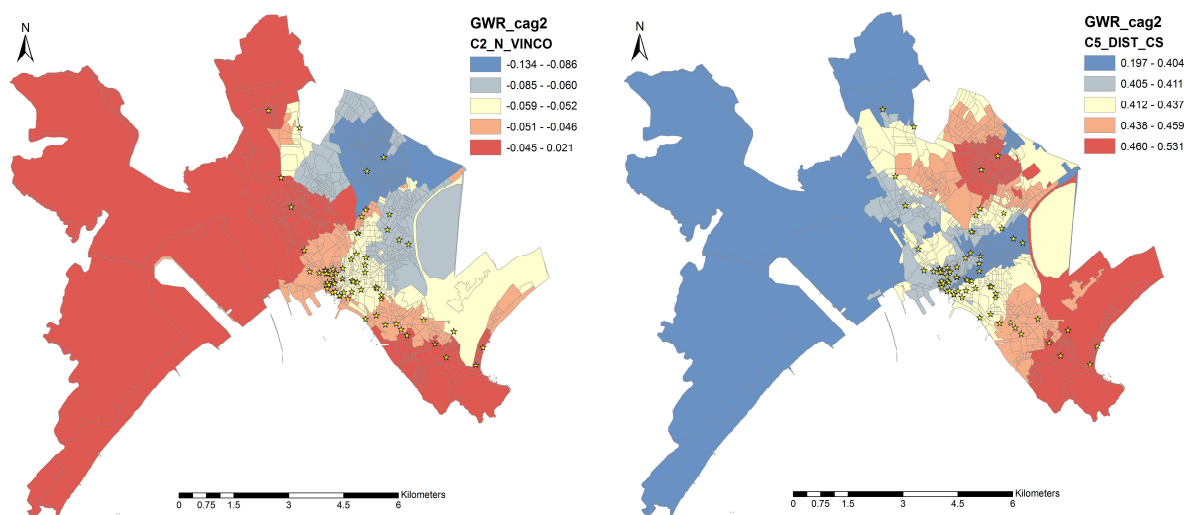 N
GWR_cag2
C2_N_VINCO
-0.134 - -0.086
-0.085 - -0.060
-0.059 - -0.052
-0.051 - -0.046
-0.045 - 0.021
Kilometers
0 0.75 1.5 3 4.5 6
N
GWR_cag2
C5_DIST_CS
0.197 - 0.404
0.405 - 0.411
0.412 - 0.437
0.438 - 0.459
0.460 - 0.531
Kilometers
0 0.75 1.5 3 4.5 6